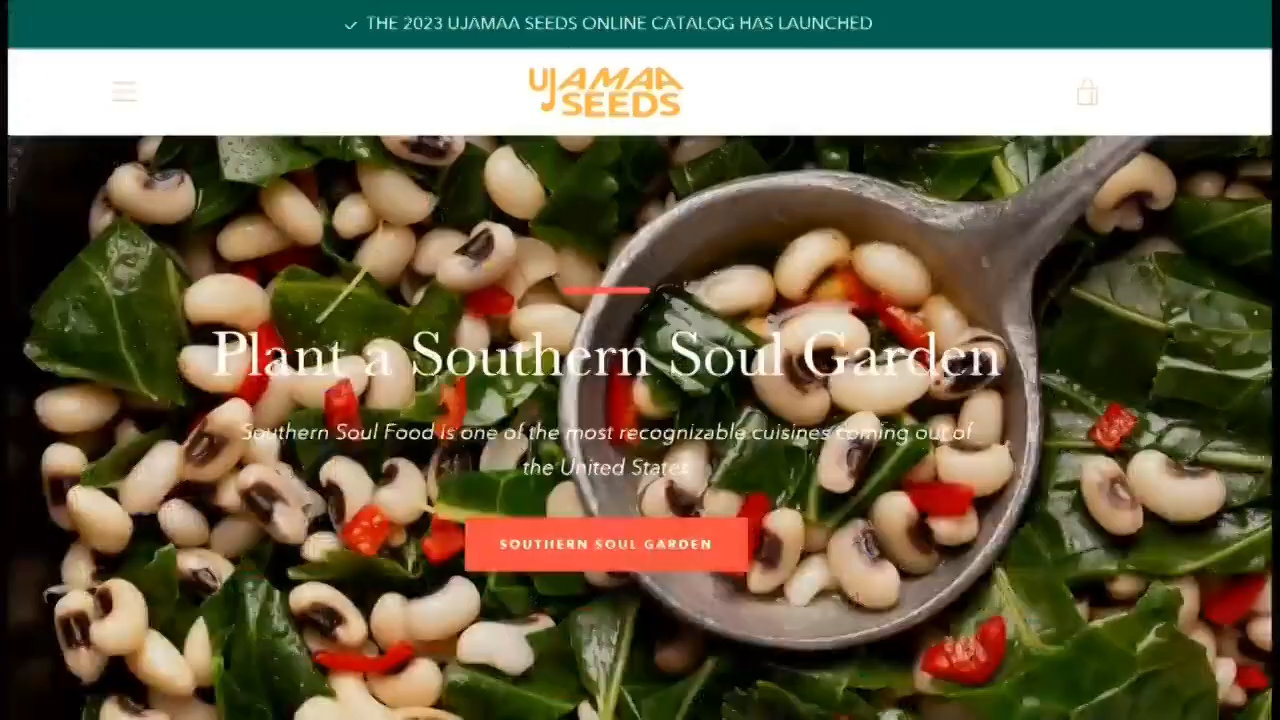 THE 2023 UJAMAA SEEDS ONLINE CATALOG HAS LAUNCHED
UJAMAA
SEEDS
Plant a Southern Soul Garden
Southern Soul Food is one of the most recognizable cuisines coming out of
the United States
SOUTHERN SOUL GARDEN